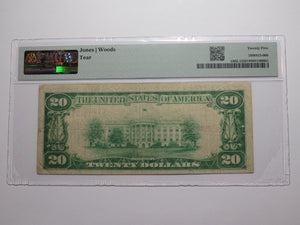 Jones | Woods
Tear
Twenty Five
THE UNITED STATES OF AMERICA
20
20
20
20
TWENTY DOLLARS